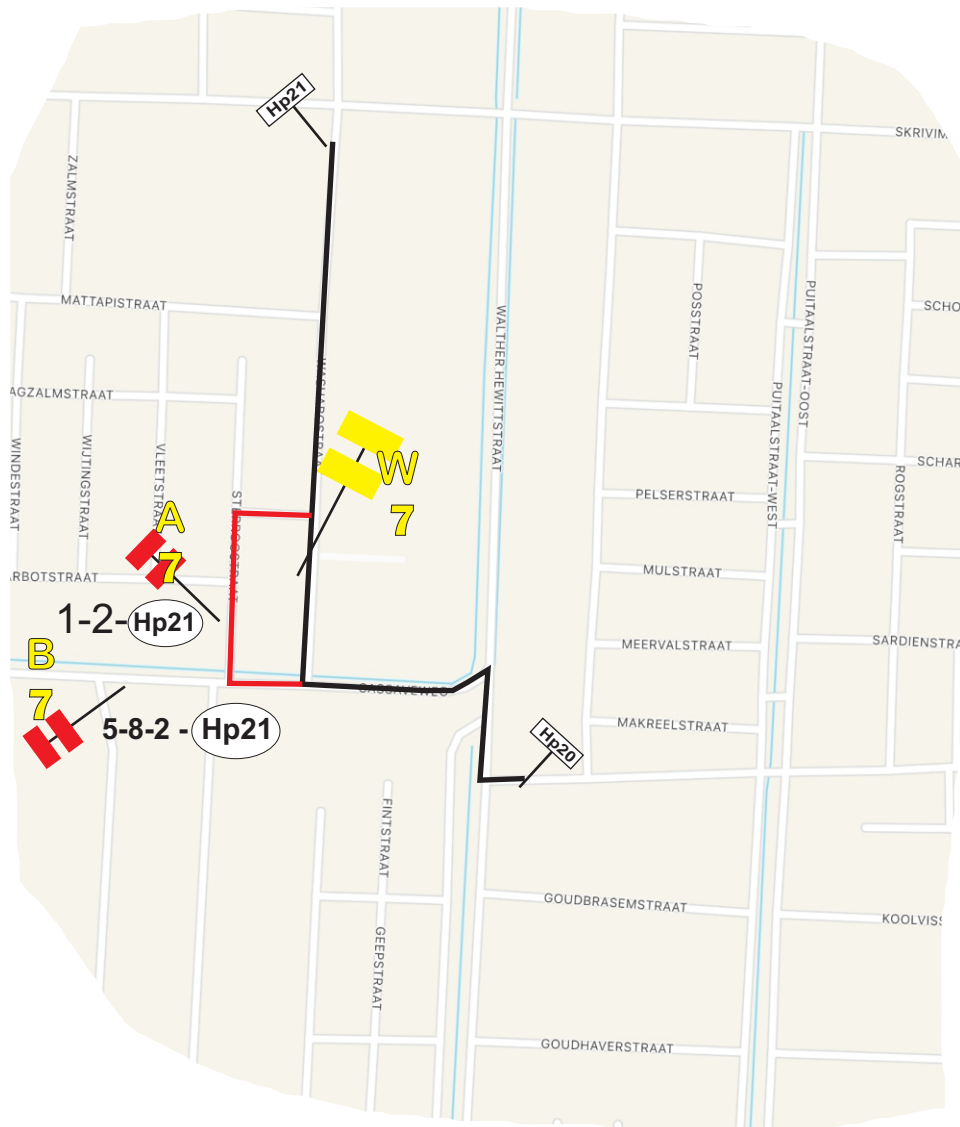 Hp21
SKRIVIM
ZALMSTRAAT
MATTAPISTRAAT
POSSTRAAT
PUITAALSTRAAT-OOST
SCHO
WALTHER HEWITTSTRAAT
AGZALMSTRAAT
PUITAALSTRAAT-WEST
W
7
WINDESTRAAT
WIJTINGSTRAAT
VLEETSTRAAT
ROGSTRAAT
SCHAR
PELSERSTRAAT
A
7
ARBOTSTRAAT
MULSTRAAT
1-2-Hp21
MEERVALSTRAAT
SARDIENSTRA
B
7
CASSAVEWEG
5-8-2 - Hp21
MAKREELSTRAAT
Hp20
FINTSTRAAT
GOUDBRASEMSTRAAT
KOOLVISS
GEEPSTRAAT
GOUDHAVERSTRAAT